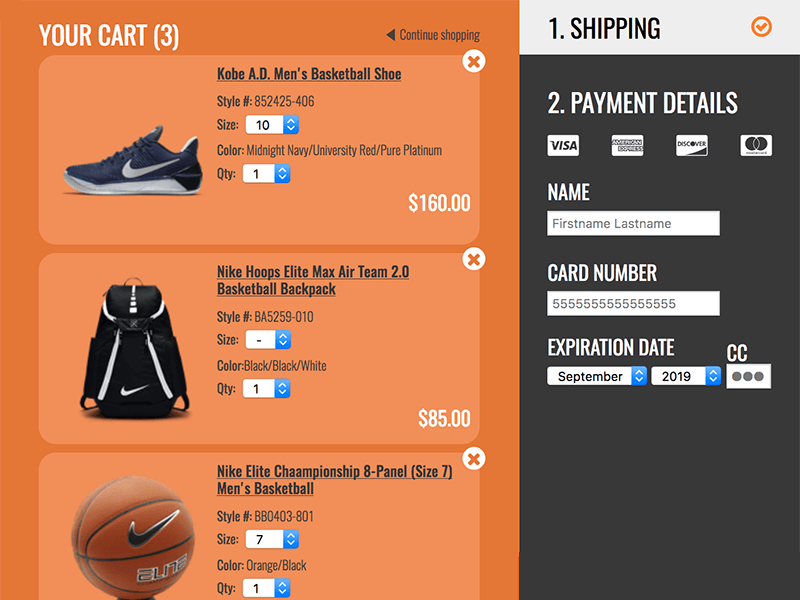 YOUR CART (3)
Continue shopping
Kobe A.D. Men's Basketball Shoe
Style #: 852425-406
Size: 10
Color: Midnight Navy/University Red/Pure Platinum
Qty: 1
$160.00
Nike Hoops Elite Max Air Team 2.0
Basketball Backpack
Style #: BA5259-010
Size: -
Color:Black/Black/White
Qty: 1
$85.00
ELITE
Nike Elite Chaampionship 8-Panel (Size 7)
Men's Basketball
Style #: BB0403-801
Size: 7
Color: Orange/Black
Qty: 1
1. SHIPPING
2. PAYMENT DETAILS
VISA
AMERICAN EXPRESS
DISCOVER
mastercard
NAME
Firstname Lastname
CARD NUMBER
5555555555555555
EXPIRATION DATE
CC
September 2019